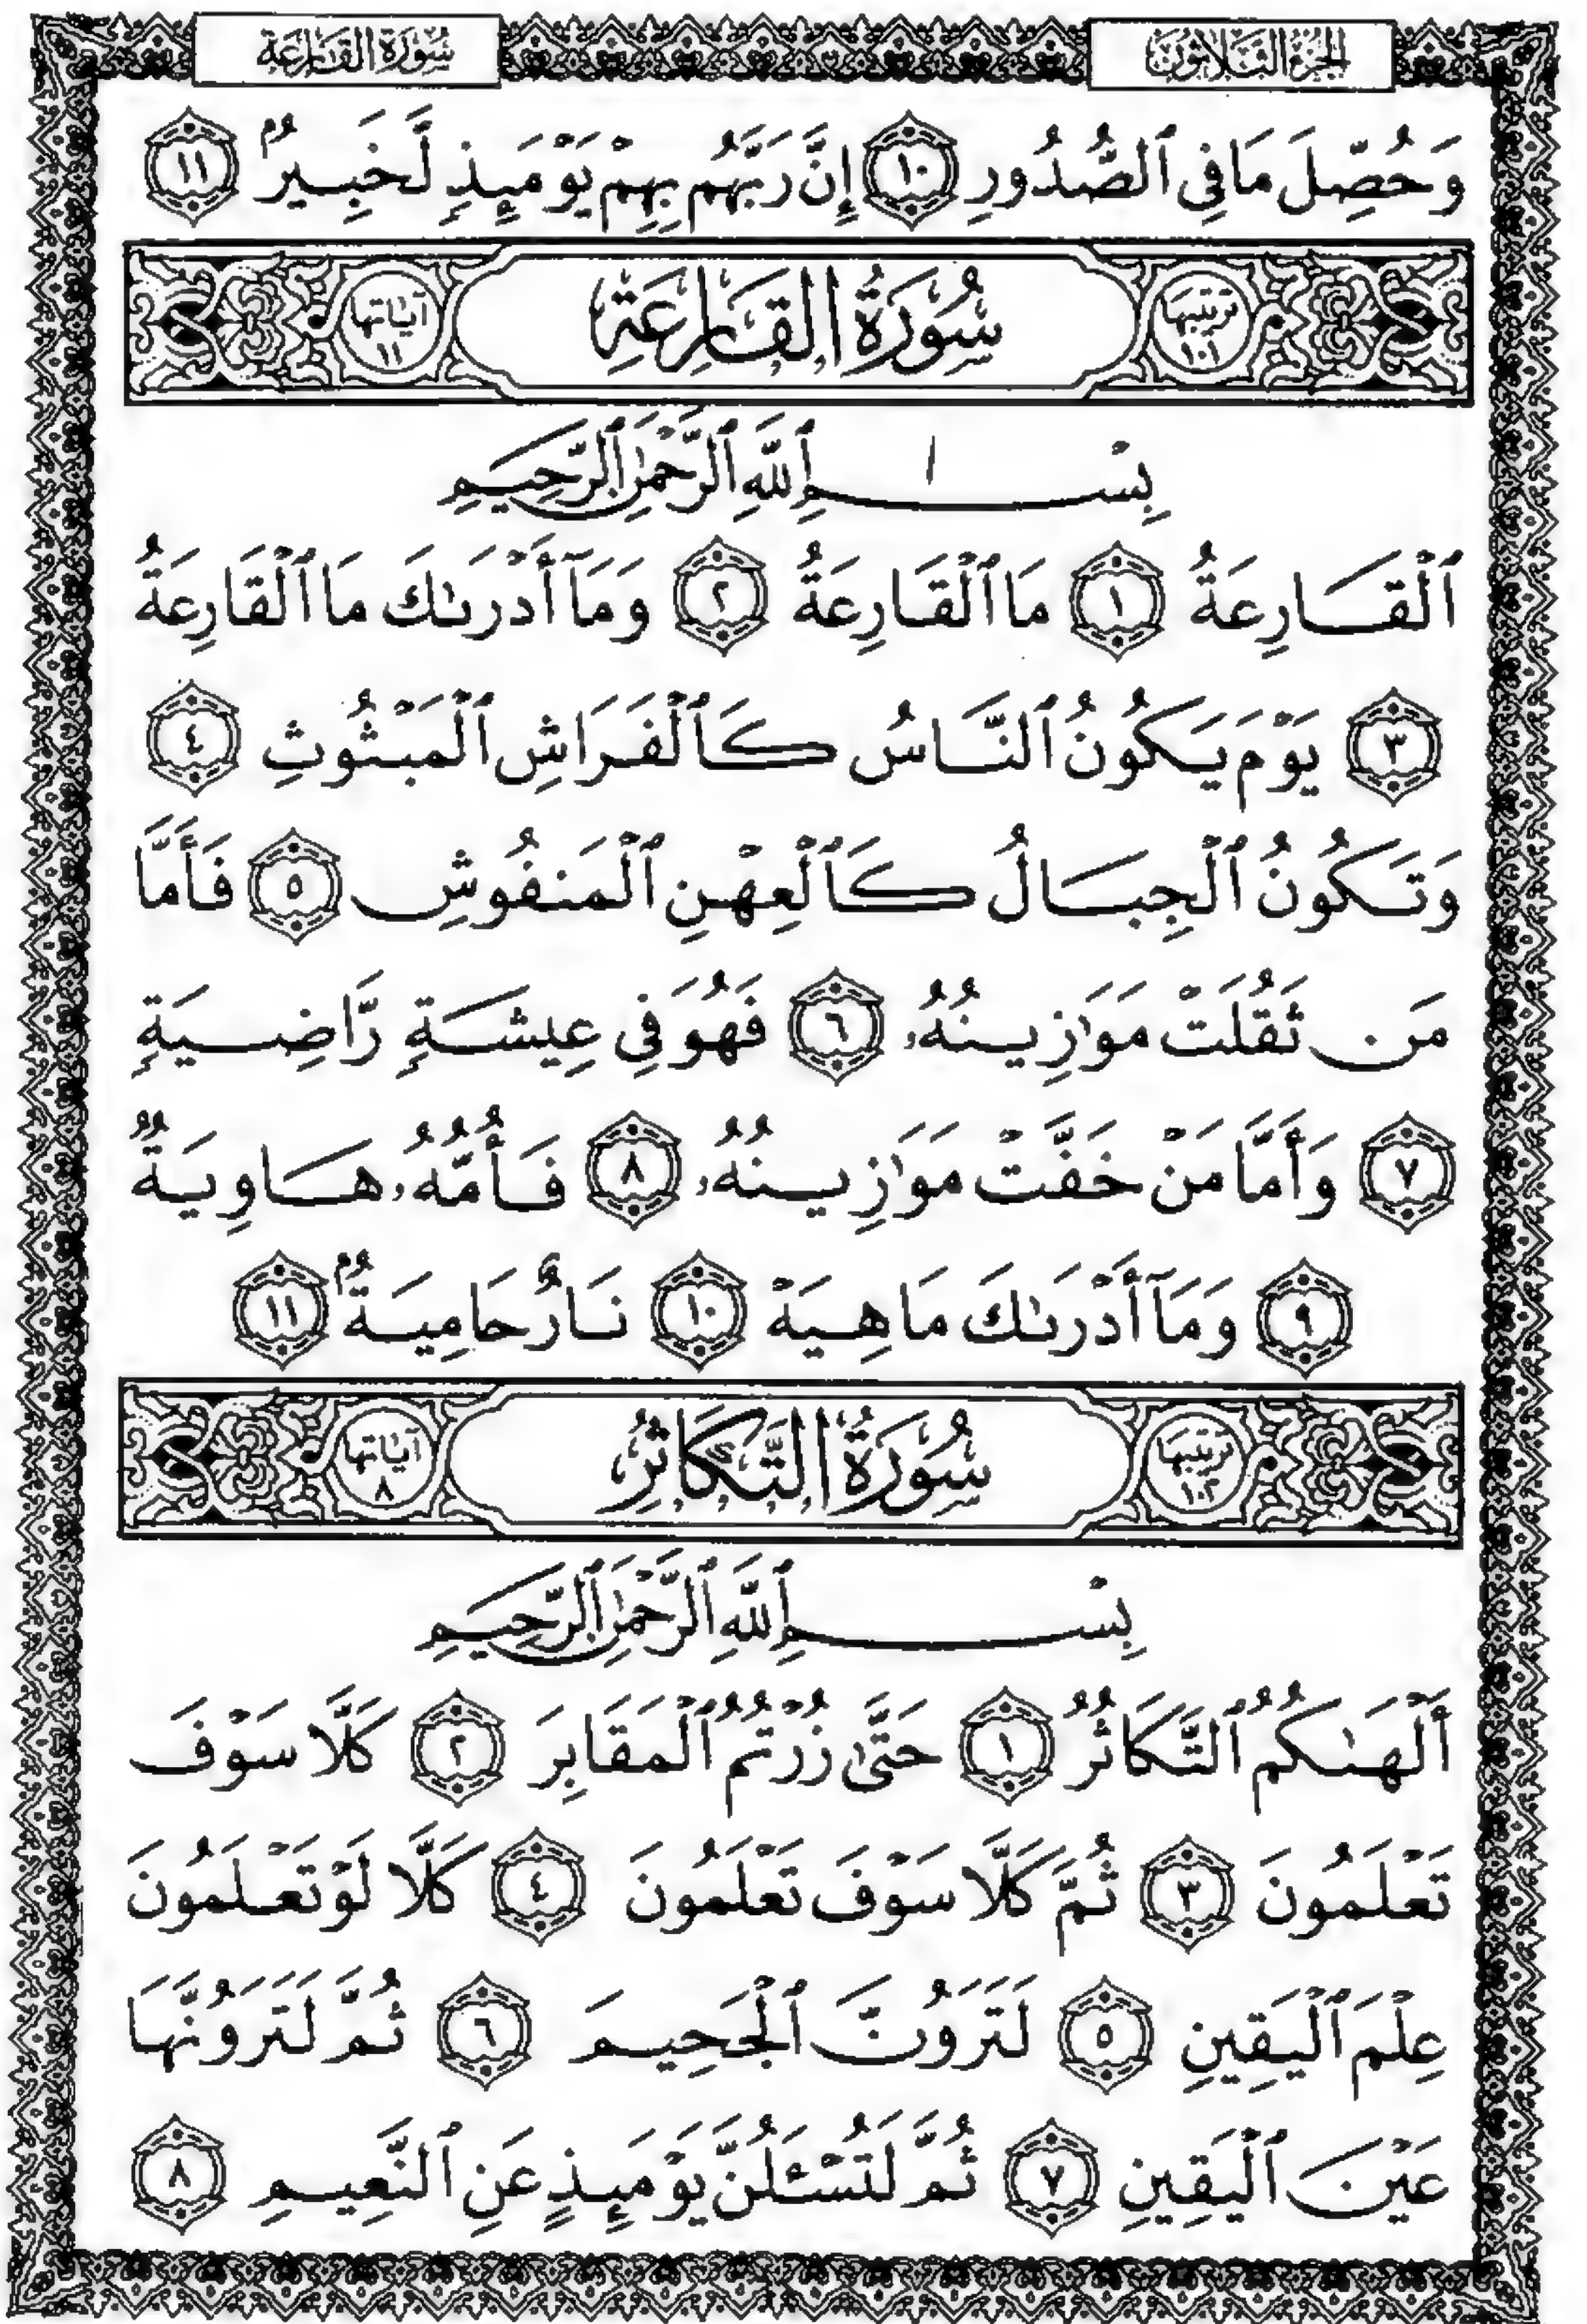 الجزء الثلاثون سورة القارعة
وَحُصِّلَ مَا فِى ٱلصُّدُورِ ١٠ إِنَّ رَبَّهُم بِهِمْ يَوْمَئِذٍ لَّخَبِيرٌۢ ١١
ترتيبها ١٠١ سُورَةُ القَارِعَةِ آياتها ١١
بِسْمِ ٱللَّهِ ٱلرَّحْمَٰنِ ٱلرَّحِيمِ
ٱلْقَارِعَةُ ١ مَا ٱلْقَارِعَةُ ٢ وَمَآ أَدْرَىٰكَ مَا ٱلْقَارِعَةُ
٣ يَوْمَ يَكُونُ ٱلنَّاسُ كَٱلْفَرَاشِ ٱلْمَبْثُوثِ ٤
وَتَكُونُ ٱلْجِبَالُ كَٱلْعِهْنِ ٱلْمَنفُوشِ ٥ فَأَمَّا
مَن ثَقُلَتْ مَوَٰزِينُهُۥ ٦ فَهُوَ فِى عِيشَةٍ رَّاضِيَةٍ
٧ وَأَمَّا مَنْ خَفَّتْ مَوَٰزِينُهُۥ ٨ فَأُمُّهُۥ هَاوِيَةٌ
٩ وَمَآ أَدْرَىٰكَ مَا هِيَهْ ١٠ نَارٌ حَامِيَةٌۢ ١١
ترتيبها ١٠٢ سُورَةُ التَّكَاثُرِ آياتها ٨
بِسْمِ ٱللَّهِ ٱلرَّحْمَٰنِ ٱلرَّحِيمِ
أَلْهَىٰكُمُ ٱلتَّكَاثُرُ ١ حَتَّىٰ زُرْتُمُ ٱلْمَقَابِرَ ٢ كَلَّا سَوْفَ
تَعْلَمُونَ ٣ ثُمَّ كَلَّا سَوْفَ تَعْلَمُونَ ٤ كَلَّا لَوْ تَعْلَمُونَ
عِلْمَ ٱلْيَقِينِ ٥ لَتَرَوُنَّ ٱلْجَحِيمَ ٦ ثُمَّ لَتَرَوُنَّهَا
عَيْنَ ٱلْيَقِينِ ٧ ثُمَّ لَتُسْـَٔلُنَّ يَوْمَئِذٍ عَنِ ٱلنَّعِيمِ ٨